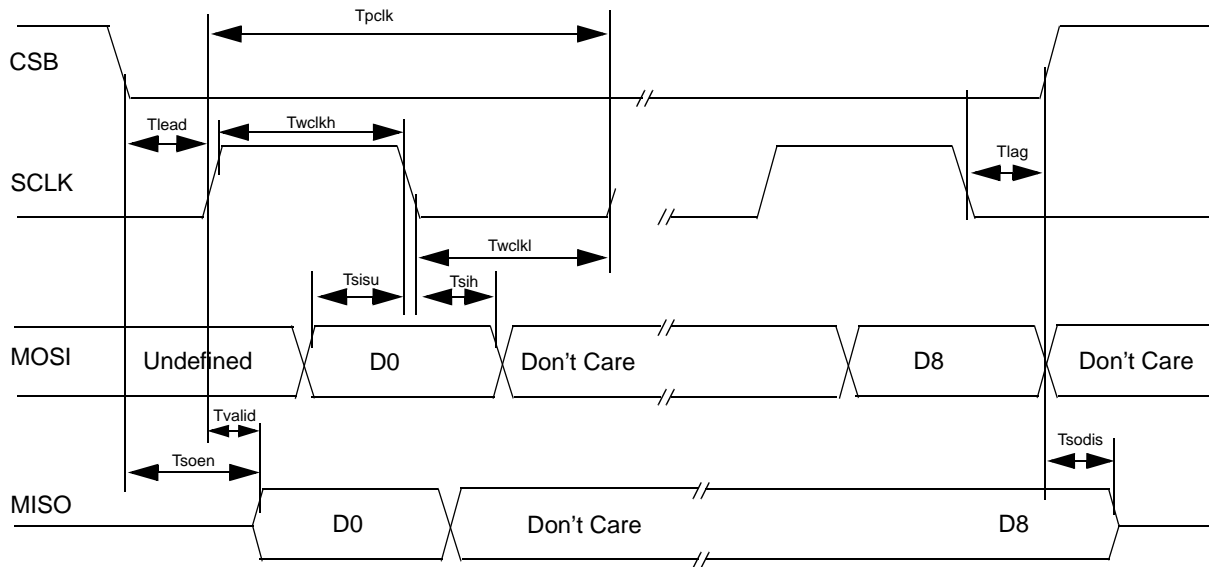 Tpclk
CSB
Tlead
Twclkh
Tlag
SCLK
Twclkl
Tsisu
Tsih
MOSI
Undefined
D0
Don't Care
D8
Don't Care
Tvalid
Tsoen
Tsodis
MISO
D0
Don't Care
D8